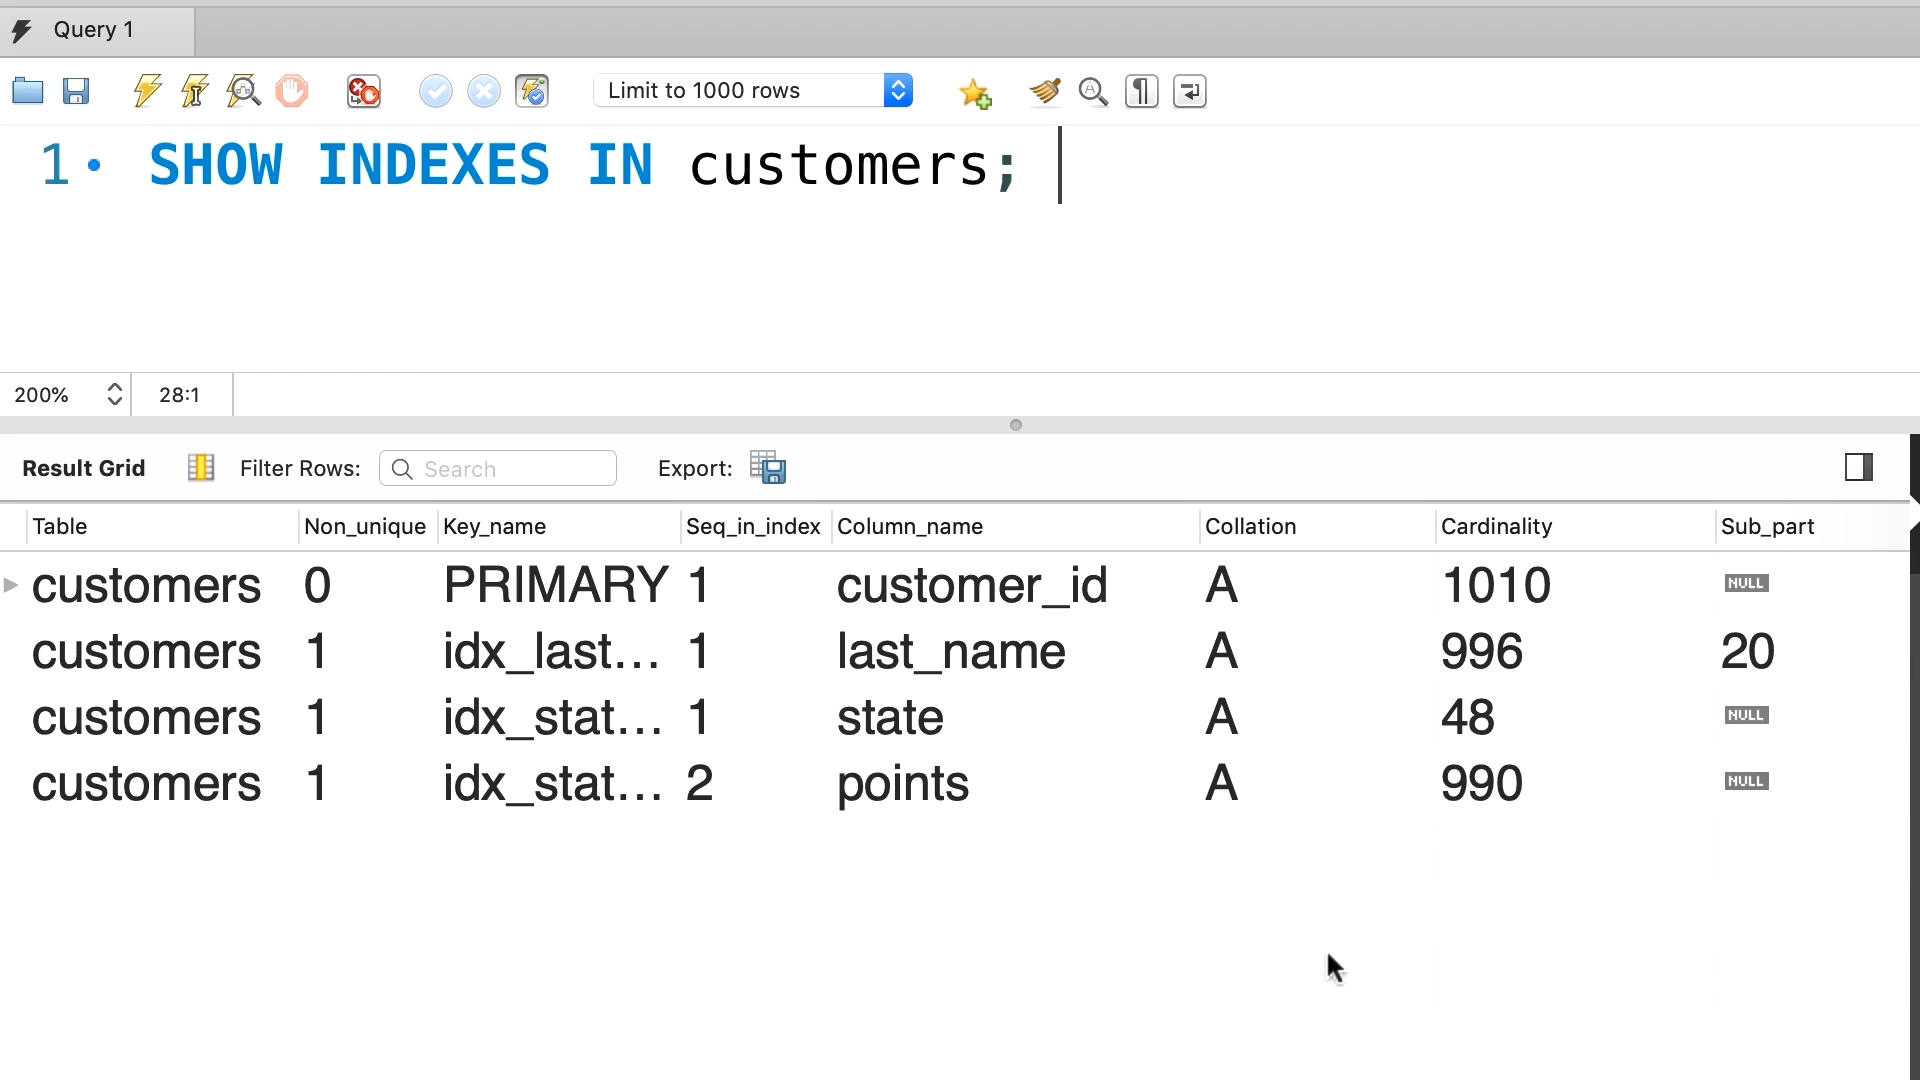 Query 1
Limit to 1000 rows
1 SHOW INDEXES IN customers;
200% 28:1
Result Grid Filter Rows: Search Export:
Table Non_unique Key_name Seq_in_index Column_name Collation Cardinality Sub_part
customers 0 PRIMARY 1 customer_id A 1010 NULL
customers 1 idx_last... 1 last_name A 996 20
customers 1 idx_stat... 1 state A 48 NULL
customers 1 idx_stat... 2 points A 990 NULL